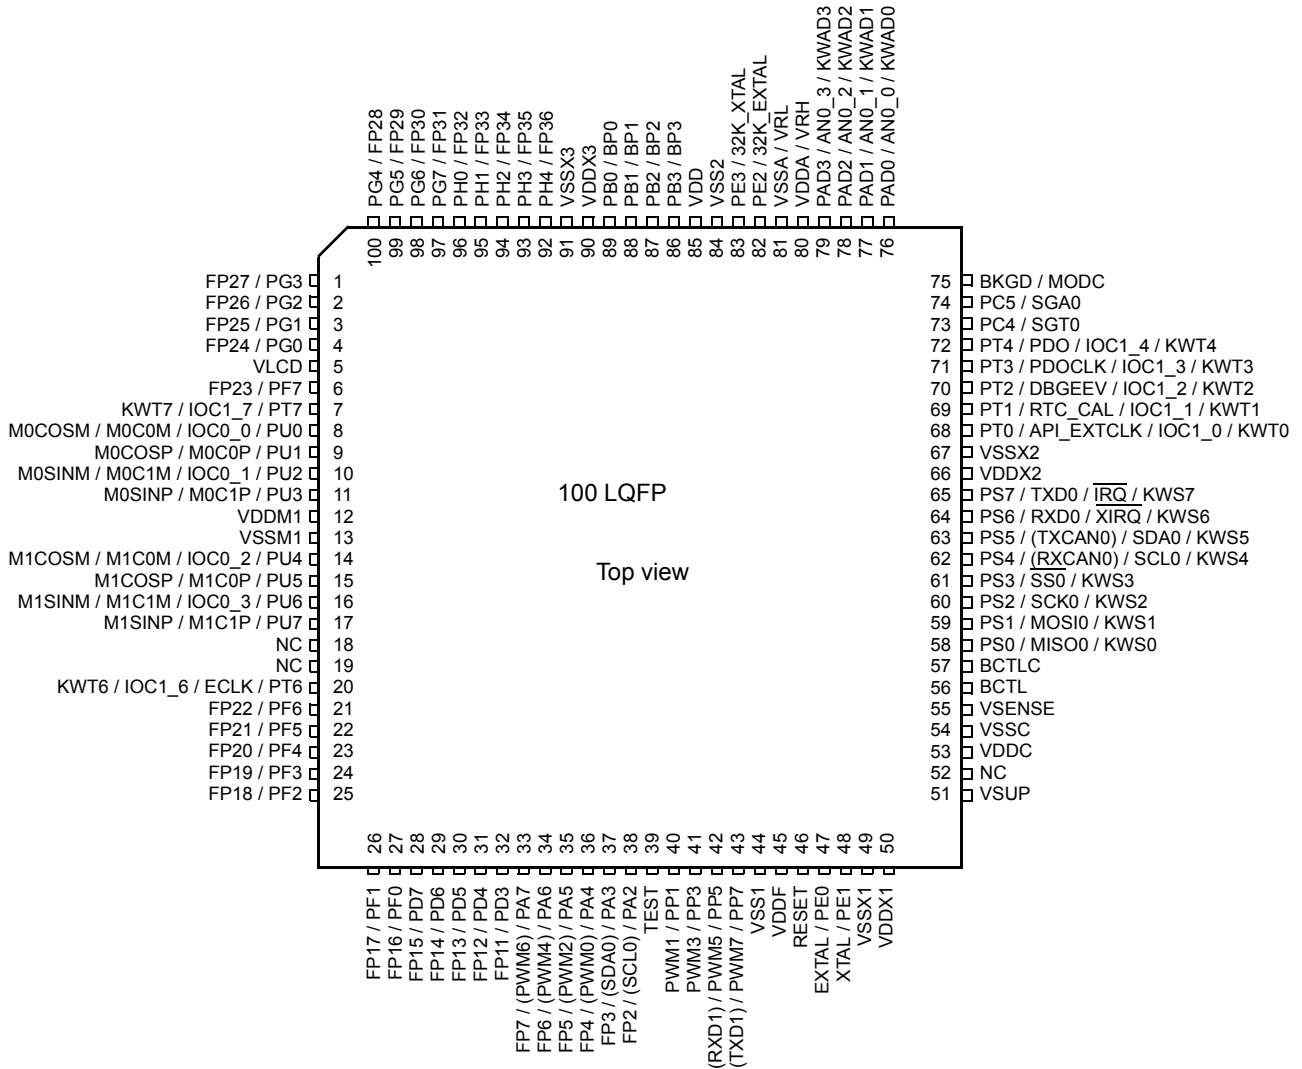 PG4 / FP28
PG5 / FP29
PG6 / FP30
PG7 / FP31
PH0 / FP32
PH1 / FP33
PH2 / FP34
PH3 / FP35
PH4 / FP36
VSSX3
VDDX3
PB0 / BP0
PB1 / BP1
PB2 / BP2
PB3 / BP3
VDD
VSS2
PE3 / 32K_XTAL
PE2 / 32K_EXTAL
VSSA / VRL
VDDA / VRH
PAD3 / AN0_3 / KWAD3
PAD2 / AN0_2 / KWAD2
PAD1 / AN0_1 / KWAD1
PAD0 / AN0_0 / KWAD0
100
99
98
97
96
95
94
93
92
91
90
89
88
87
86
85
84
83
82
81
80
79
78
77
76
FP27 / PG3 1
FP26 / PG2 2
FP25 / PG1 3
FP24 / PG0 4
VLCD 5
FP23 / PF7 6
KWT7 / IOC1_7 / PT7 7
M0COSM / M0C0M / IOC0_0 / PU0 8
M0COSP / M0C0P / PU1 9
M0SINM / M0C1M / IOC0_1 / PU2 10
M0SINP / M0C1P / PU3 11
VDDM1 12
VSSM1 13
M1COSM / M1C0M / IOC0_2 / PU4 14
M1COSP / M1C0P / PU5 15
M1SINM / M1C1M / IOC0_3 / PU6 16
M1SINP / M1C1P / PU7 17
NC 18
NC 19
KWT6 / IOC1_6 / ECLK / PT6 20
FP22 / PF6 21
FP21 / PF5 22
FP20 / PF4 23
FP19 / PF3 24
FP18 / PF2 25
100 LQFP
Top view
75 BKGD / MODC
74 PC5 / SGA0
73 PC4 / SGT0
72 PT4 / PDO / IOC1_4 / KWT4
71 PT3 / PDOCLK / IOC1_3 / KWT3
70 PT2 / DBGEEV / IOC1_2 / KWT2
69 PT1 / RTC_CAL / IOC1_1 / KWT1
68 PT0 / API_EXTCLK / IOC1_0 / KWT0
67 VSSX2
66 VDDX2
65 PS7 / TXD0 / IRQ / KWS7
64 PS6 / RXD0 / XIRQ / KWS6
63 PS5 / (TXCAN0) / SDA0 / KWS5
62 PS4 / (RXCAN0) / SCL0 / KWS4
61 PS3 / SS0 / KWS3
60 PS2 / SCK0 / KWS2
59 PS1 / MOSI0 / KWS1
58 PS0 / MISO0 / KWS0
57 BCTLC
56 BCTL
55 VSENSE
54 VSSC
53 VDDC
52 NC
51 VSUP
26
27
28
29
30
31
32
33
34
35
36
37
38
39
40
41
42
43
44
45
46
47
48
49
50
FP17 / PF1
FP16 / PF0
FP15 / PD7
FP14 / PD6
FP13 / PD5
FP12 / PD4
FP11 / PD3
FP7 / (PWM6) / PA7
FP6 / (PWM4) / PA6
FP5 / (PWM2) / PA5
FP4 / (PWM0) / PA4
FP3 / (SDA0) / PA3
FP2 / (SCL0) / PA2
TEST
PWM1 / PP1
PWM3 / PP3
(RXD1) / PWM5 / PP5
(TXD1) / PWM7 / PP7
VSS1
VDDF
RESET
EXTAL / PE0
XTAL / PE1
VSSX1
VDDX1